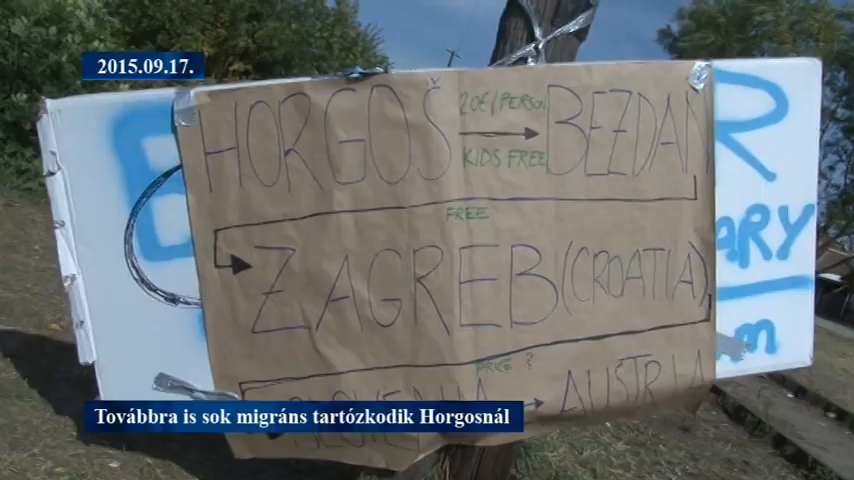 2015.09.17.
HORGOŠ 20€/PERSON → BEZDAN
KIDS FREE
FREE
ZAGREB (CROATIA)
PRICE ?
SLOVENIA → AUSTRIA
R
ARY
m
Továbbra is sok migráns tartózkodik Horgosnál